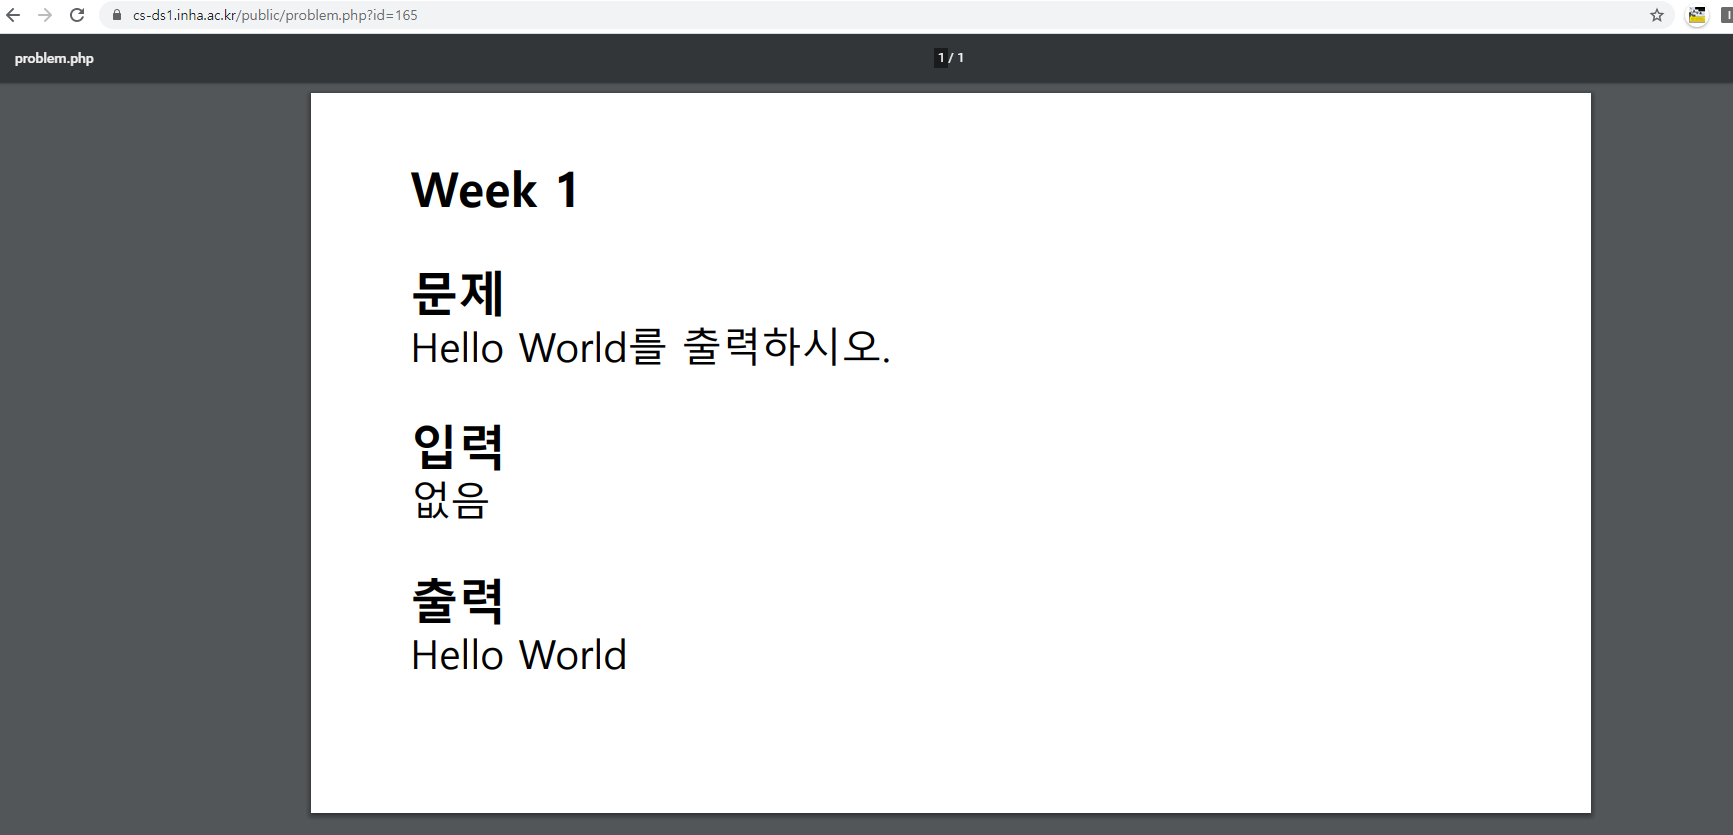 cs-ds1.inha.ac.kr/public/problem.php?id=165
problem.php
1 / 1
Week 1
문제
Hello World를 출력하시오.
입력
없음
출력
Hello World